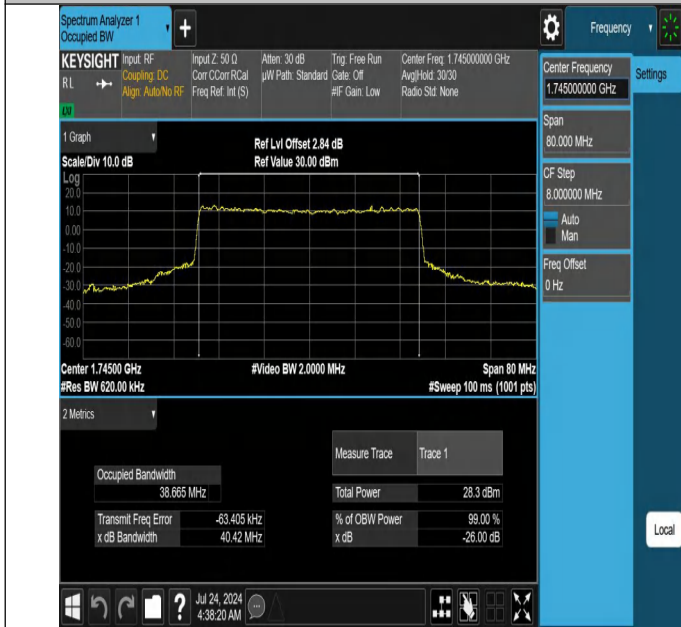 Spectrum Analyzer 1
Occupied BW
+
Frequency
KEYSIGHT
RL
LXI
Input: RF
Coupling: DC
Align: Auto/No RF
Input Z: 50 Ω
Corr CCorr RCal
Freq Ref: Int (S)
Atten: 30 dB
µW Path: Standard
Trig: Free Run
Gate: Off
#IF Gain: Low
Center Freq: 1.745000000 GHz
Avg|Hold: 30/30
Radio Std: None
Center Frequency
1.745000000 GHz
Settings
Span
80.000 MHz
CF Step
8.000000 MHz
Auto
Man
Freq Offset
0 Hz
1 Graph
Scale/Div 10.0 dB
Ref Lvl Offset 2.84 dB
Ref Value 30.00 dBm
Log
20.0
10.0
0.00
-10.0
-20.0
-30.0
-40.0
-50.0
-60.0
Center 1.74500 GHz
#Video BW 2.0000 MHz
Span 80 MHz
#Res BW 620.00 kHz
#Sweep 100 ms (1001 pts)
2 Metrics
Measure Trace Trace 1
Occupied Bandwidth
38.665 MHz
Total Power 28.3 dBm
Transmit Freq Error -63.405 kHz
% of OBW Power 99.00 %
x dB Bandwidth 40.42 MHz
x dB -26.00 dB
Local
?
Jul 24, 2024
4:38:20 AM